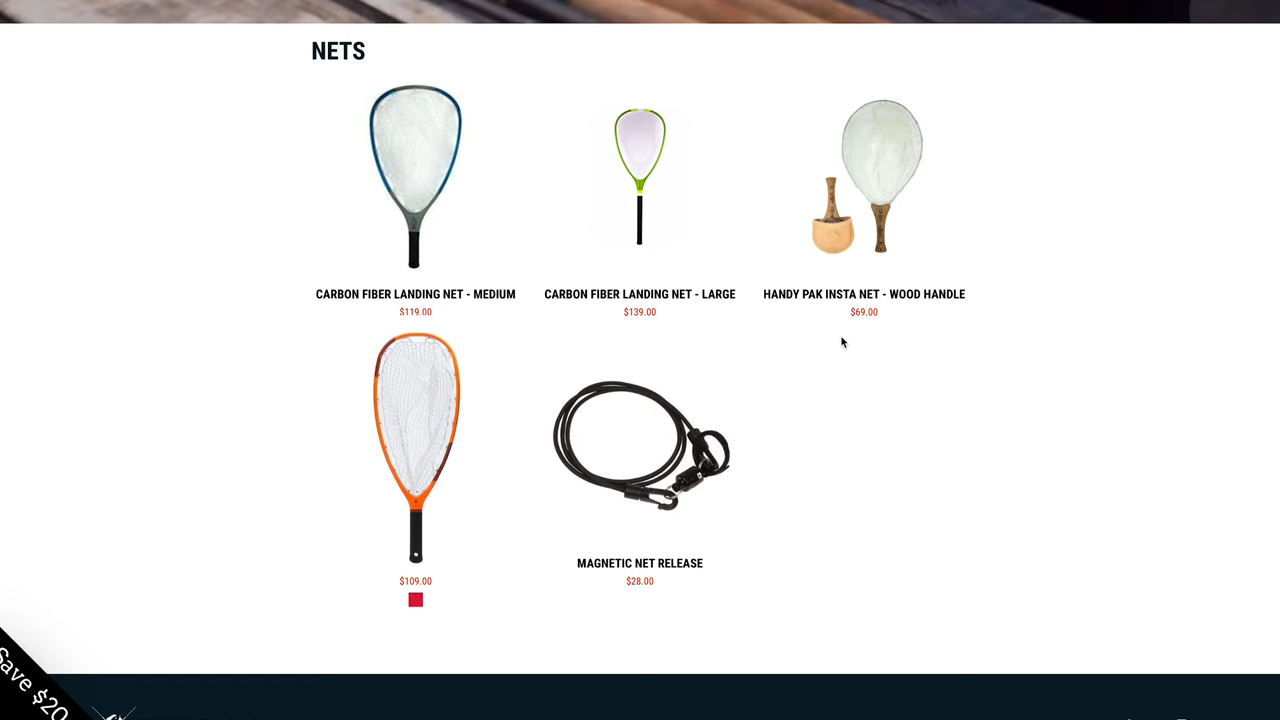 NETS
CARBON FIBER LANDING NET - MEDIUM
$119.00
CARBON FIBER LANDING NET - LARGE
$139.00
HANDY PAK INSTA NET - WOOD HANDLE
$69.00
$109.00
MAGNETIC NET RELEASE
$28.00
Save $20